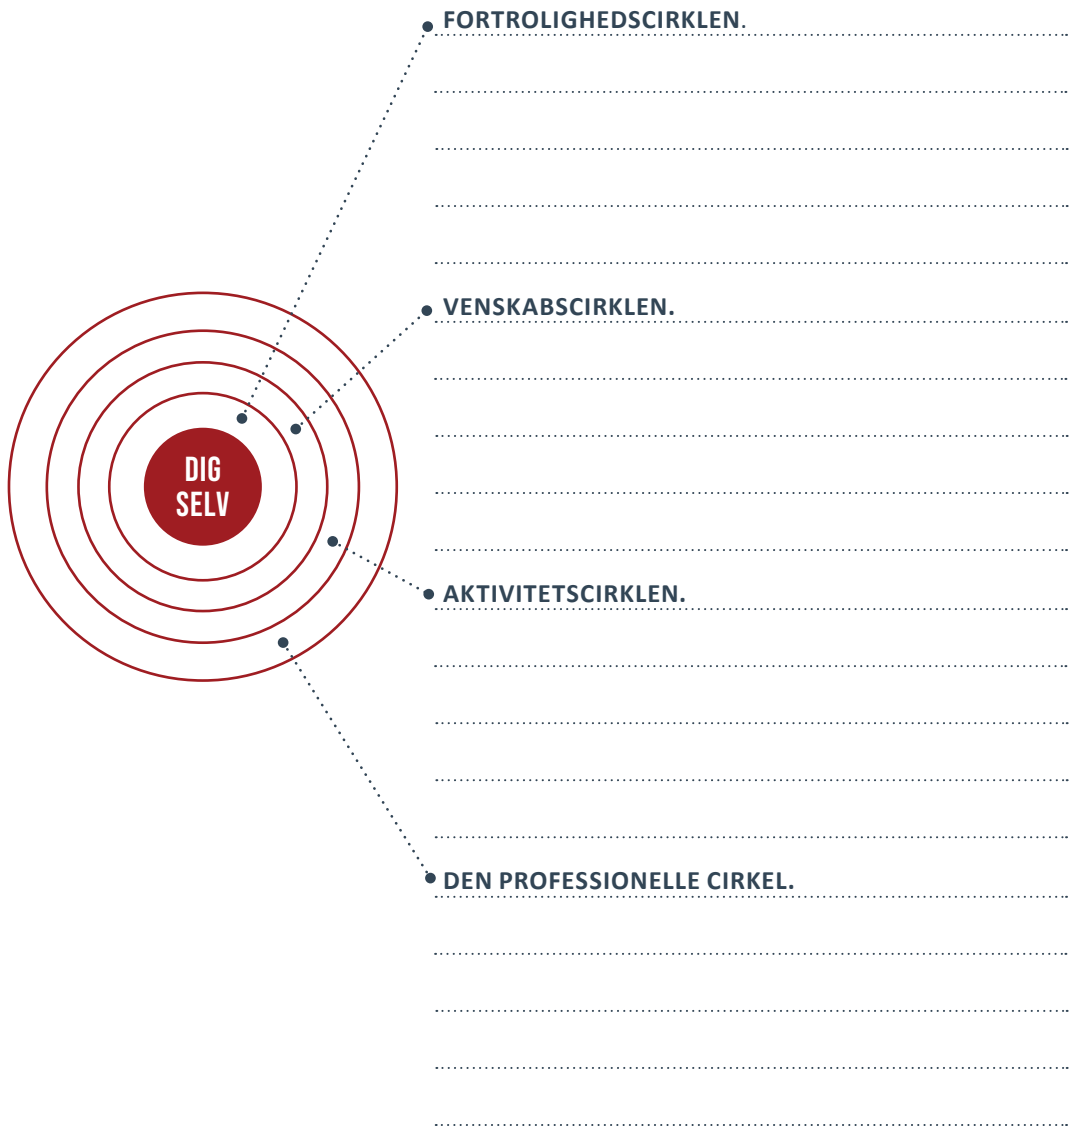 FORTROLIGHEDSCIRKLEN.
VENSKABSCIRKLEN.
DIG
SELV
AKTIVITETSCIRKLEN.
DEN PROFESSIONELLE CIRKEL.